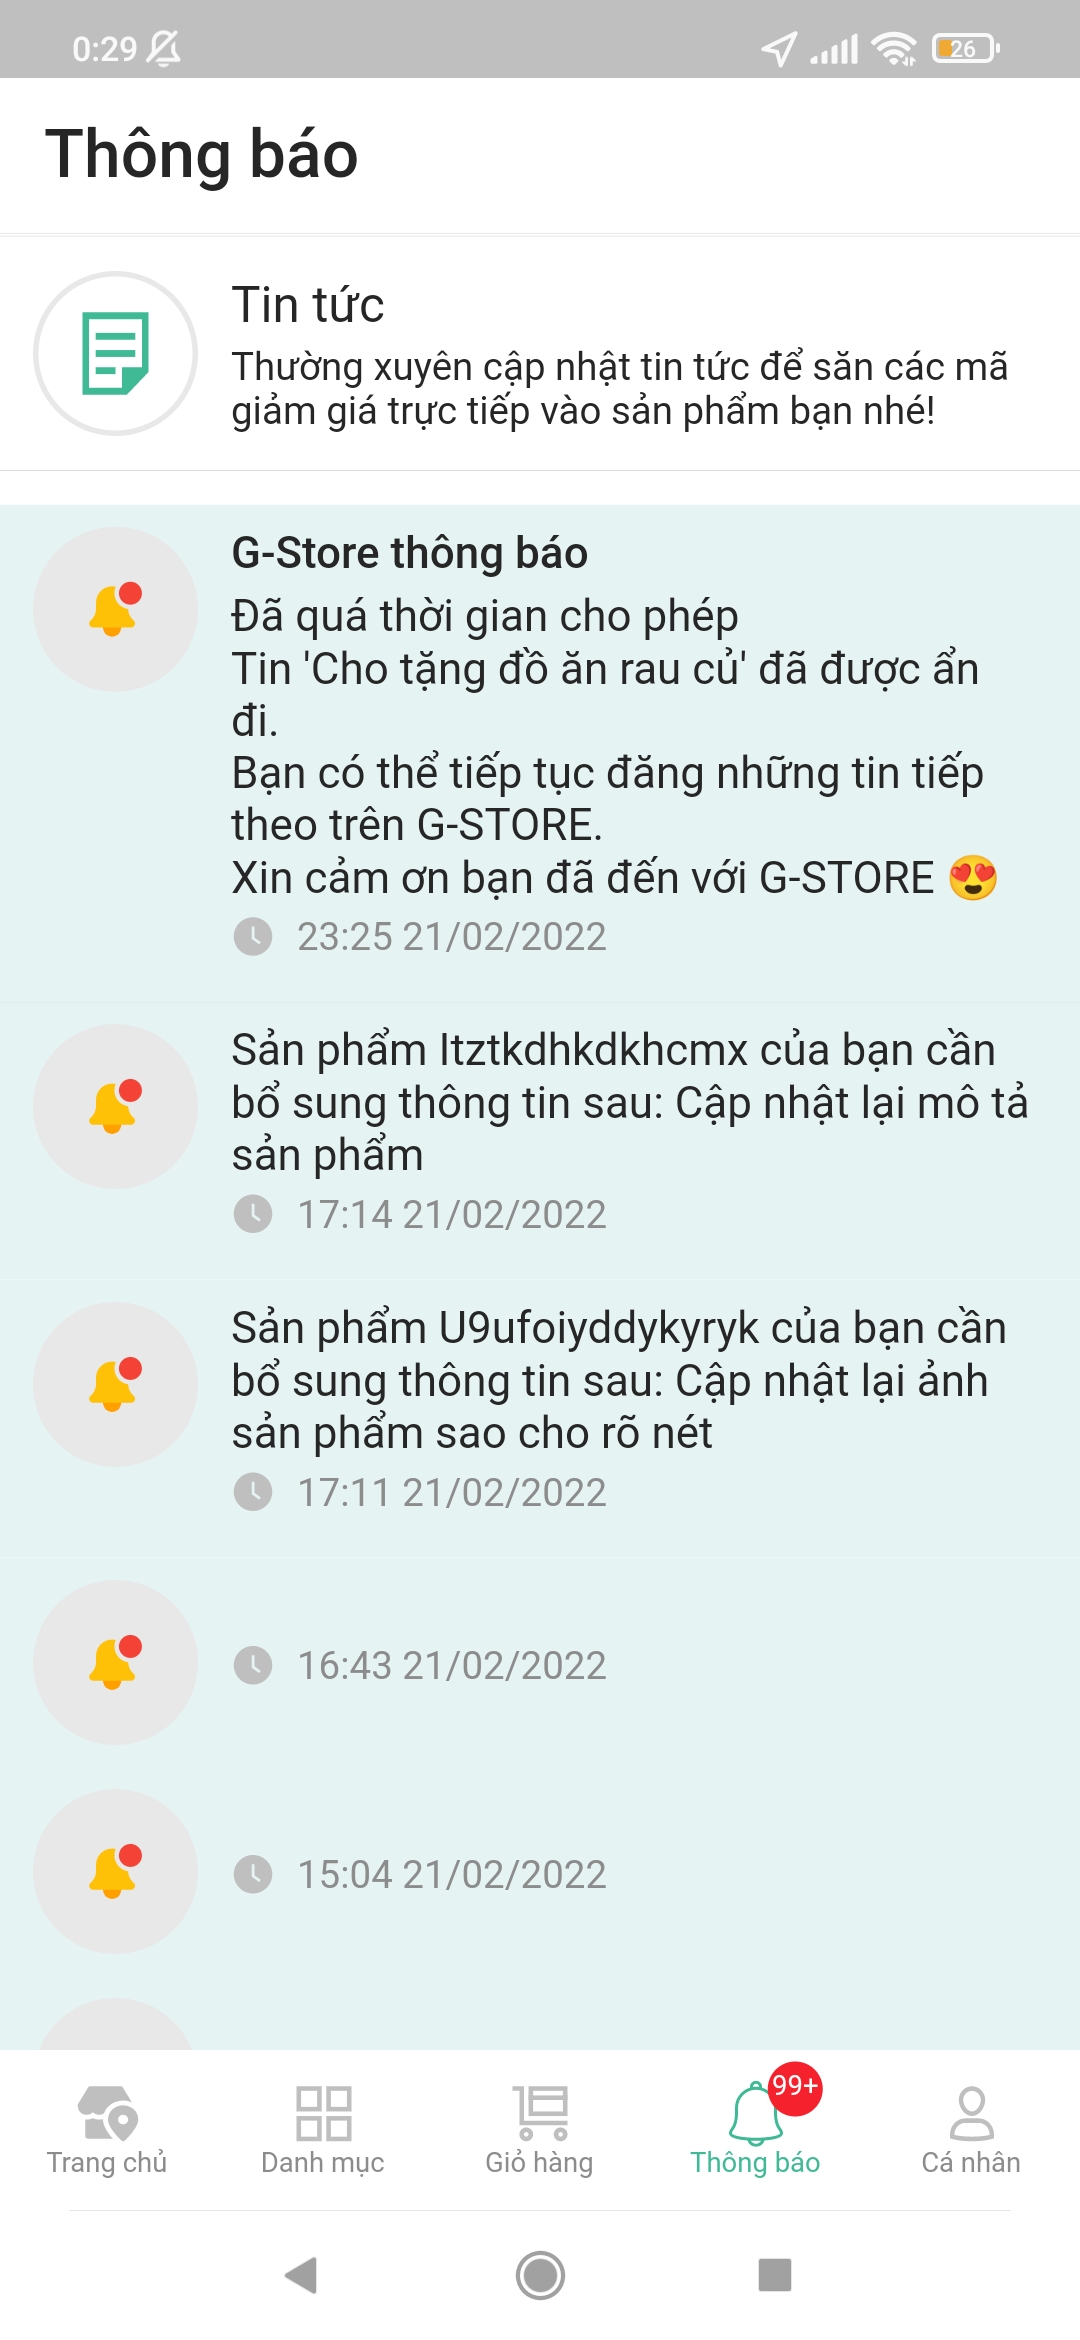 0:29
26
Thông báo
Tin tức
Thường xuyên cập nhật tin tức để săn các mã
giảm giá trực tiếp vào sản phẩm bạn nhé!
G-Store thông báo
Đã quá thời gian cho phép
Tin 'Cho tặng đồ ăn rau củ' đã được ẩn
đi.
Bạn có thể tiếp tục đăng những tin tiếp
theo trên G-STORE.
Xin cảm ơn bạn đã đến với G-STORE 😍
23:25 21/02/2022
Sản phẩm Itztkdhkdkhcmx của bạn cần
bổ sung thông tin sau: Cập nhật lại mô tả
sản phẩm
17:14 21/02/2022
Sản phẩm U9ufoiyddykyryk của bạn cần
bổ sung thông tin sau: Cập nhật lại ảnh
sản phẩm sao cho rõ nét
17:11 21/02/2022
16:43 21/02/2022
15:04 21/02/2022
99+
Trang chủ
Danh mục
Giỏ hàng
Thông báo
Cá nhân